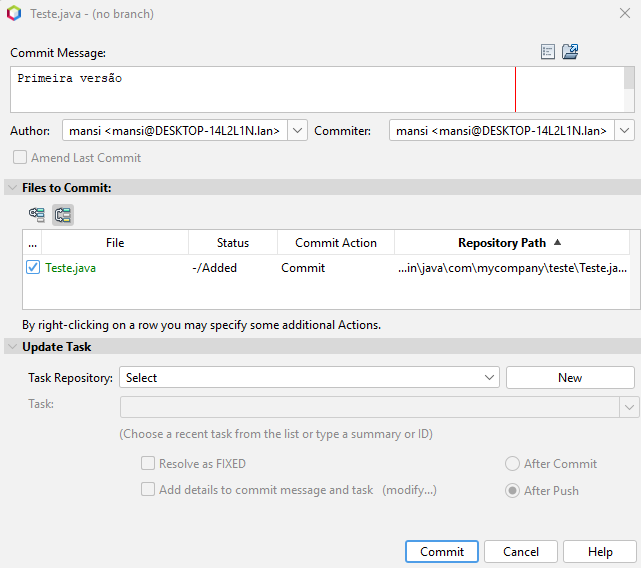 Teste.java - (no branch)
Commit Message:
Primeira versão
Author: mansi <mansi@DESKTOP-14L2L1N.lan> Commiter: mansi <mansi@DESKTOP-14L2L1N.lan>
Amend Last Commit
Files to Commit:
... File Status Commit Action Repository Path
Teste.java -/Added Commit ...in\java\com\mycompany\teste\Teste.ja...
By right-clicking on a row you may specify some additional Actions.
Update Task
Task Repository: Select New
Task:
(Choose a recent task from the list or type a summary or ID)
Resolve as FIXED After Commit
Add details to commit message and task (modify...) After Push
Commit Cancel Help